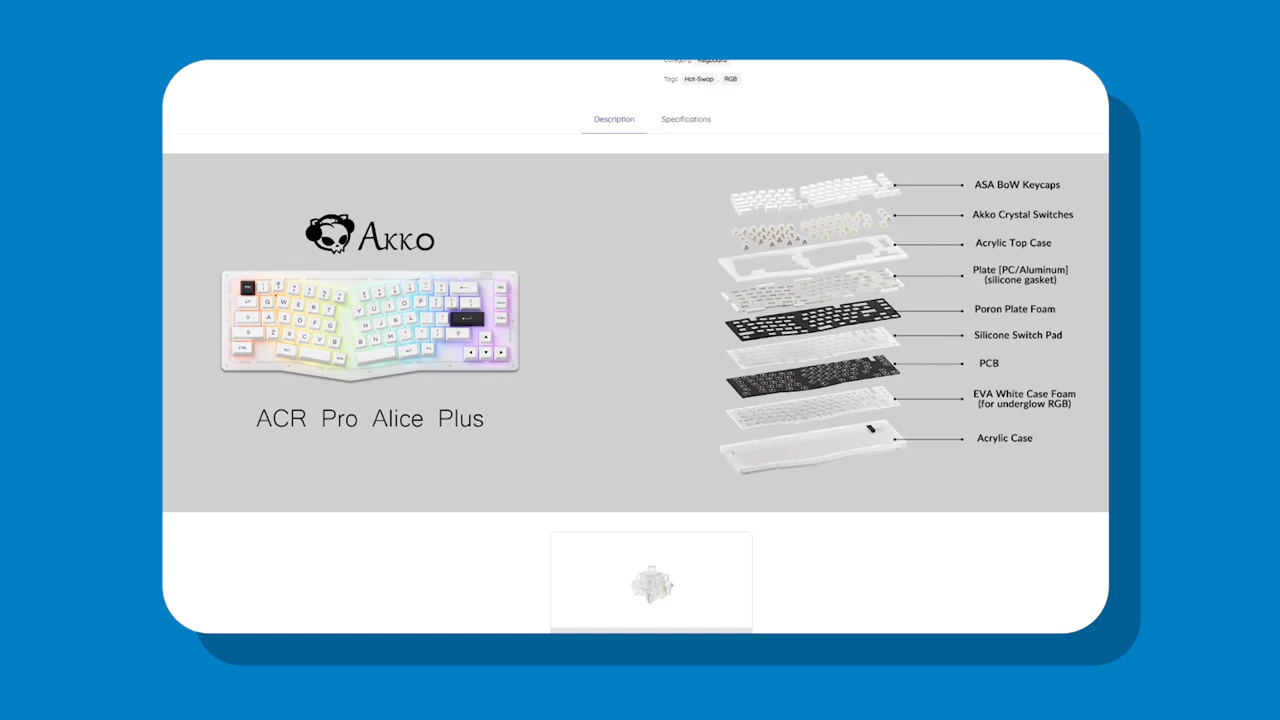 Category: Keyboard
Tags: Hot-Swap, RGB
Description
Specifications
AKKO
ACR Pro Alice Plus
ASA BoW Keycaps
Akko Crystal Switches
Acrylic Top Case
Plate [PC/Aluminum]
(silicone gasket)
Poron Plate Foam
Silicone Switch Pad
PCB
EVA White Case Foam
(for underglow RGB)
Acrylic Case
Q W E R T Y U I O P
A S D F G H J K L
Z X C V B B N M